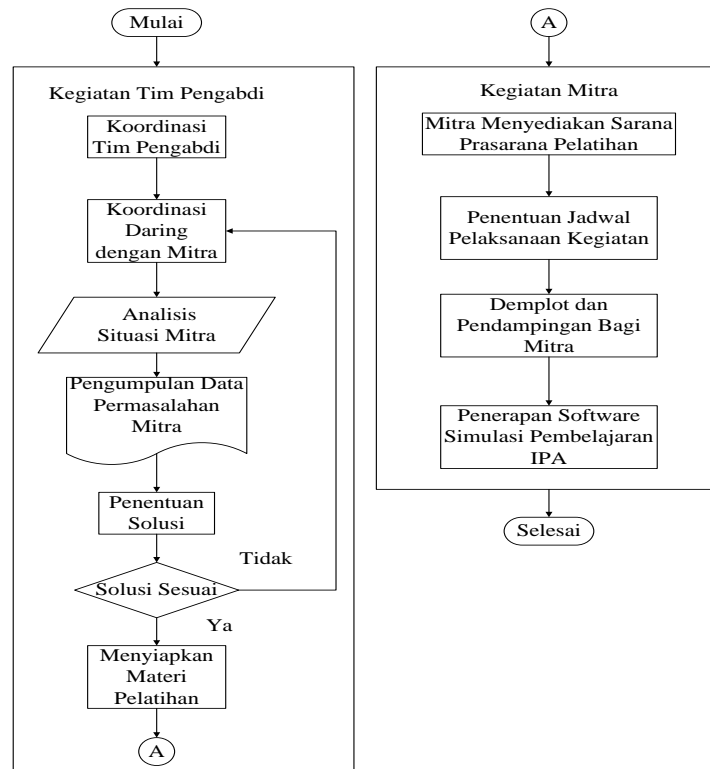 Mulai
Kegiatan Tim Pengabdi
Koordinasi
Tim Pengabdi
Koordinasi
Daring
dengan Mitra
Analisis
Situasi Mitra
Pengumpulan Data
Permasalahan
Mitra
Penentuan
Solusi
Tidak
Solusi Sesuai
Ya
Menyiapkan
Materi
Pelatihan
A
A
Kegiatan Mitra
Mitra Menyediakan Sarana
Prasarana Pelatihan
Penentuan Jadwal
Pelaksanaan Kegiatan
Demplot dan
Pendampingan Bagi
Mitra
Penerapan Software
Simulasi Pembelajaran
IPA
Selesai